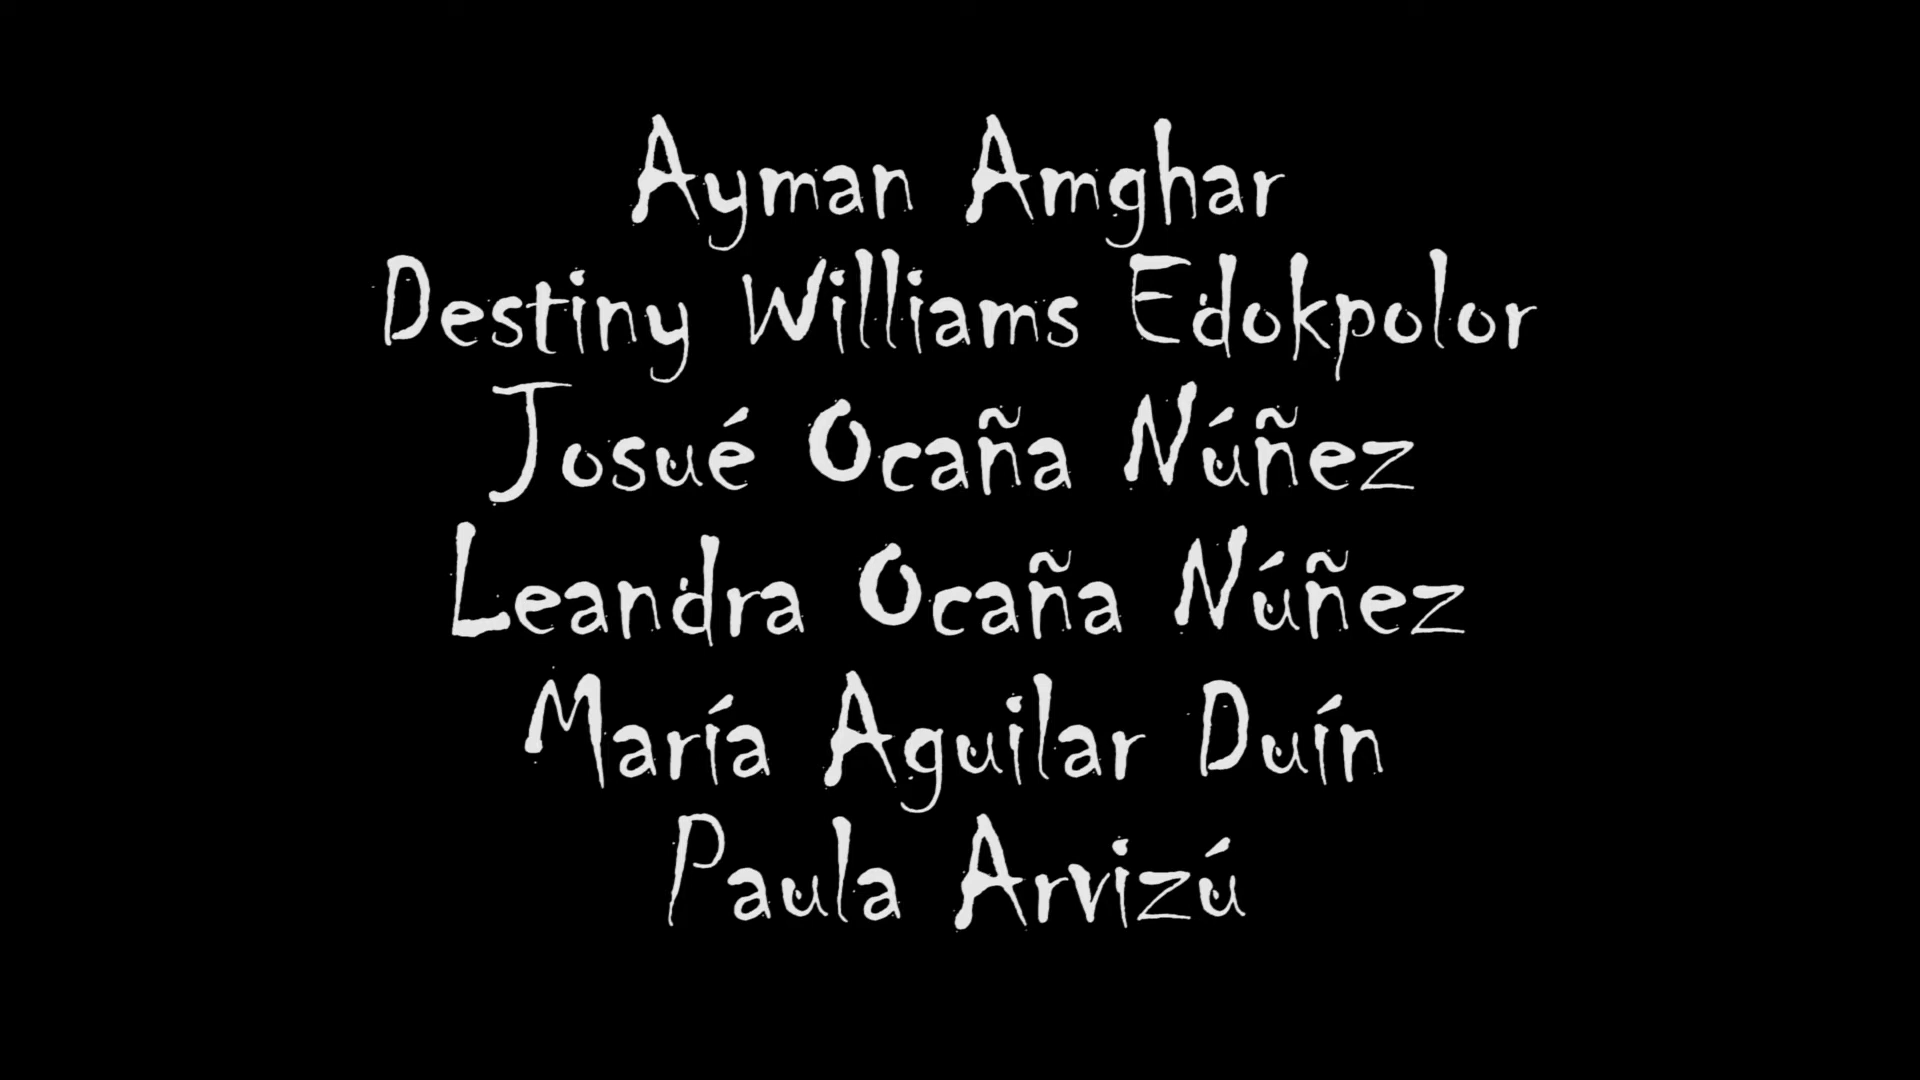 Ayman Amghar
Destiny Williams Edokpolor
Josué Ocaña Núñez
Leandra Ocaña Núñez
María Aguilar Duín
Paula Arvizú